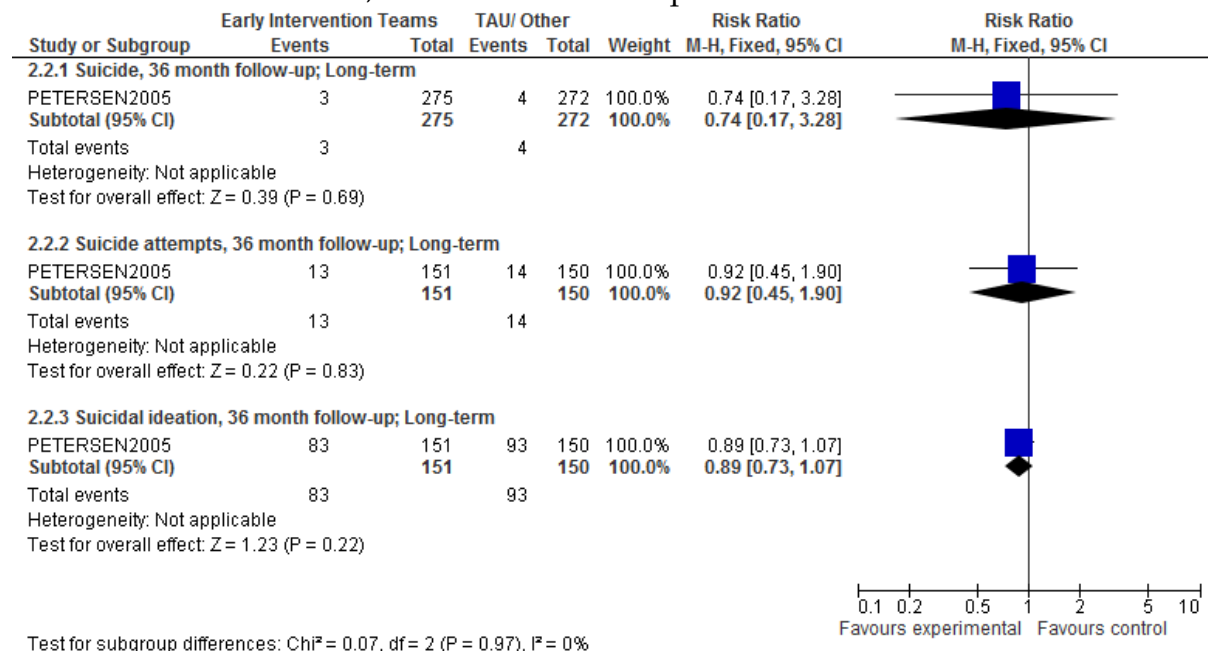 Early Intervention Teams TAU/ Other Risk Ratio Risk Ratio
Study or Subgroup Events Total Events Total Weight M-H, Fixed, 95% CI M-H, Fixed, 95% CI
2.2.1 Suicide, 36 month follow-up; Long-term
PETERSEN2005 3 275 4 272 100.0% 0.74 [0.17, 3.28]
Subtotal (95% CI) 275 272 100.0% 0.74 [0.17, 3.28]
Total events 3 4
Heterogeneity: Not applicable
Test for overall effect: Z = 0.39 (P = 0.69)
2.2.2 Suicide attempts, 36 month follow-up; Long-term
PETERSEN2005 13 151 14 150 100.0% 0.92 [0.45, 1.90]
Subtotal (95% CI) 151 150 100.0% 0.92 [0.45, 1.90]
Total events 13 14
Heterogeneity: Not applicable
Test for overall effect: Z = 0.22 (P = 0.83)
2.2.3 Suicidal ideation, 36 month follow-up; Long-term
PETERSEN2005 83 151 93 150 100.0% 0.89 [0.73, 1.07]
Subtotal (95% CI) 151 150 100.0% 0.89 [0.73, 1.07]
Total events 83 93
Heterogeneity: Not applicable
Test for overall effect: Z = 1.23 (P = 0.22)
0.1 0.2 0.5 1 2 5 10
Favours experimental Favours control
Test for subgroup differences: Chi² = 0.07, df = 2 (P = 0.97), I² = 0%